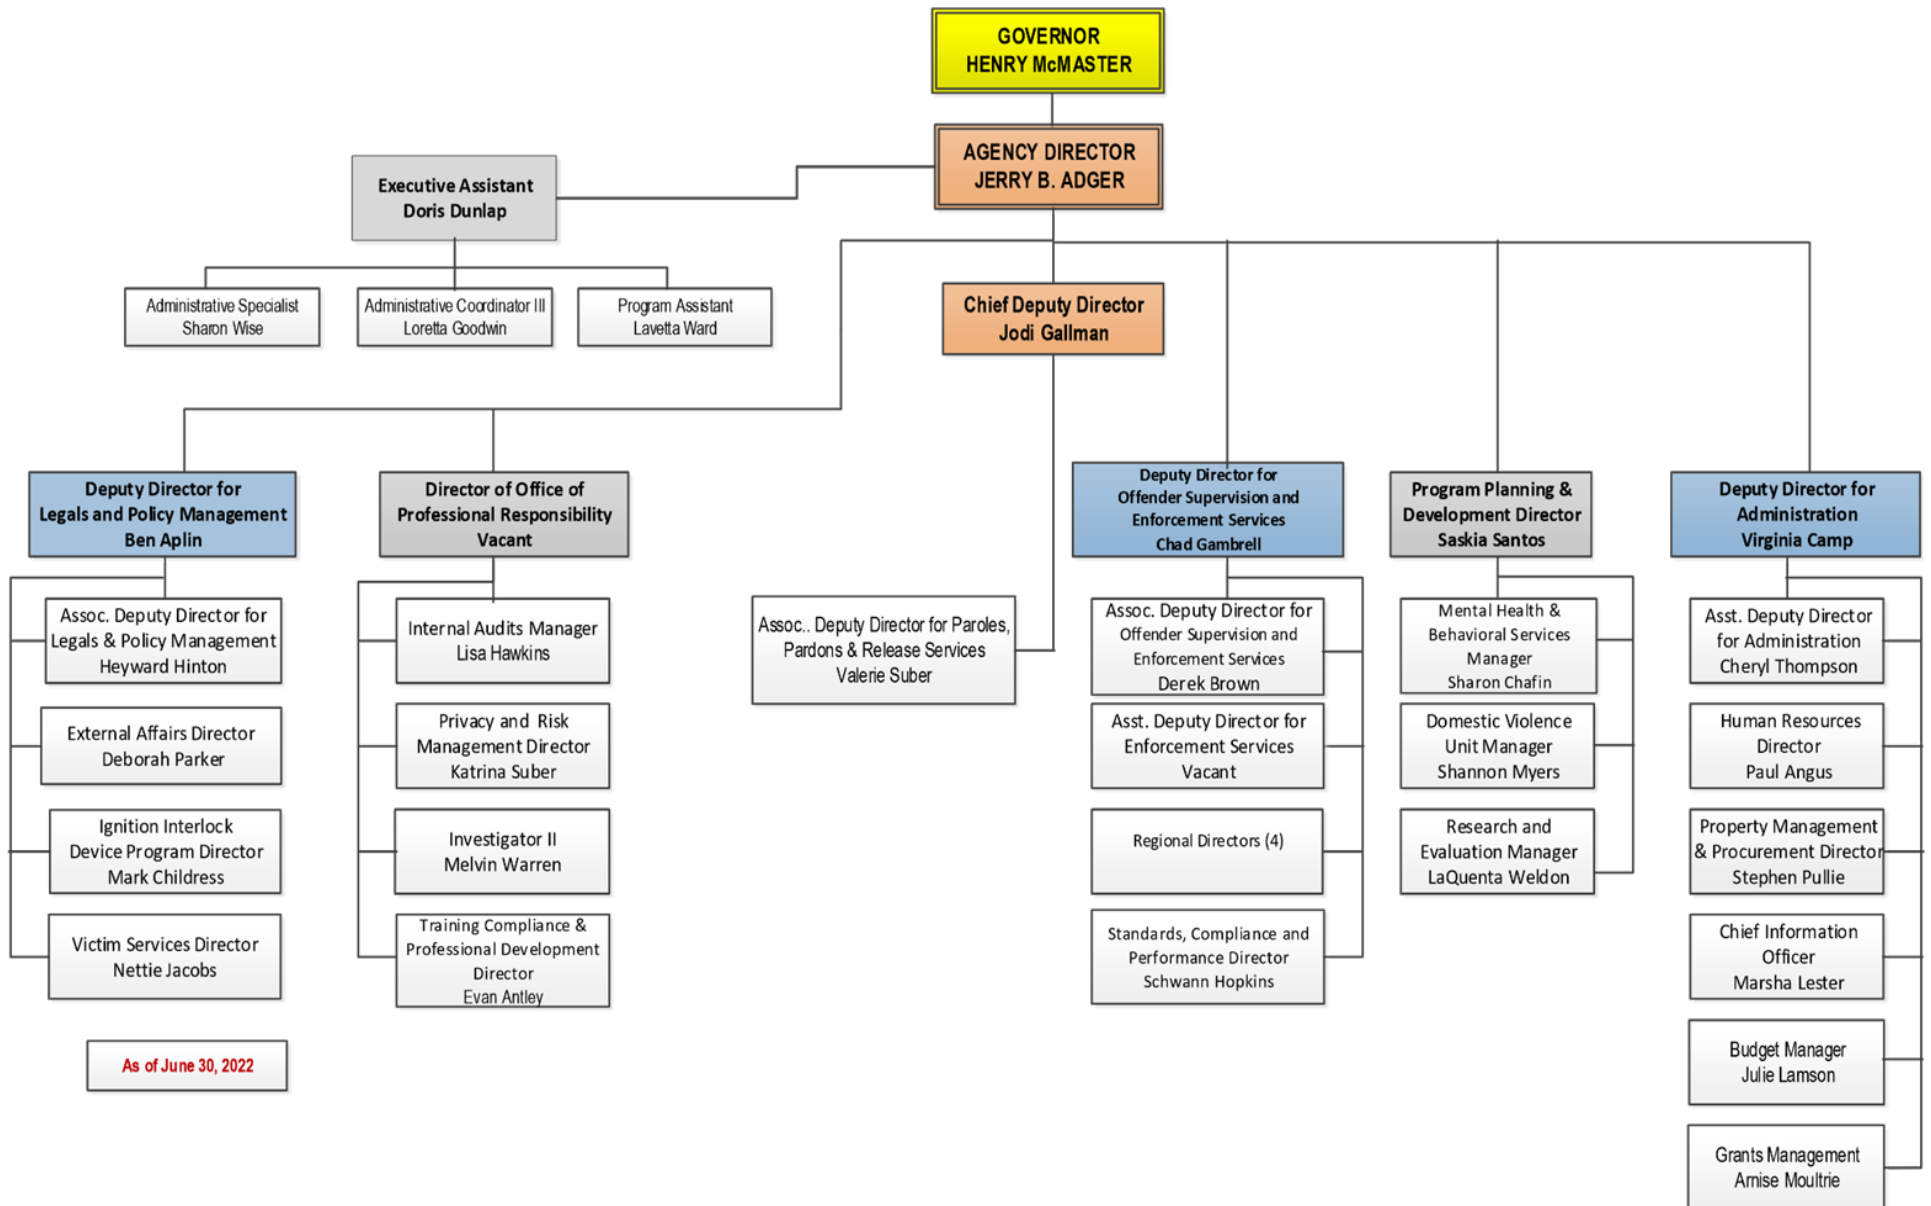 GOVERNOR
HENRY McMASTER
AGENCY DIRECTOR
JERRY B. ADGER
Executive Assistant
Doris Dunlap
Administrative Specialist
Sharon Wise
Administrative Coordinator III
Loretta Goodwin
Program Assistant
Lavetta Ward
Chief Deputy Director
Jodi Gallman
Deputy Director for
Legals and Policy Management
Ben Aplin
Assoc. Deputy Director for
Legals & Policy Management
Heyward Hinton
External Affairs Director
Deborah Parker
Ignition Interlock
Device Program Director
Mark Childress
Victim Services Director
Nettie Jacobs
Director of Office of
Professional Responsibility
Vacant
Internal Audits Manager
Lisa Hawkins
Privacy and Risk
Management Director
Katrina Suber
Investigator II
Melvin Warren
Training Compliance &
Professional Development
Director
Evan Antley
Assoc.. Deputy Director for Paroles,
Pardons & Release Services
Valerie Suber
Deputy Director for
Offender Supervision and
Enforcement Services
Chad Gambrell
Assoc. Deputy Director for
Offender Supervision and
Enforcement Services
Derek Brown
Asst. Deputy Director for
Enforcement Services
Vacant
Regional Directors (4)
Standards, Compliance and
Performance Director
Schwann Hopkins
Program Planning &
Development Director
Saskia Santos
Mental Health &
Behavioral Services
Manager
Sharon Chafin
Domestic Violence
Unit Manager
Shannon Myers
Research and
Evaluation Manager
LaQuenta Weldon
Deputy Director for
Administration
Virginia Camp
Asst. Deputy Director
for Administration
Cheryl Thompson
Human Resources
Director
Paul Angus
Property Management
& Procurement Director
Stephen Pullie
Chief Information
Officer
Marsha Lester
Budget Manager
Julie Lamson
Grants Management
Arnise Moultrie
As of June 30, 2022